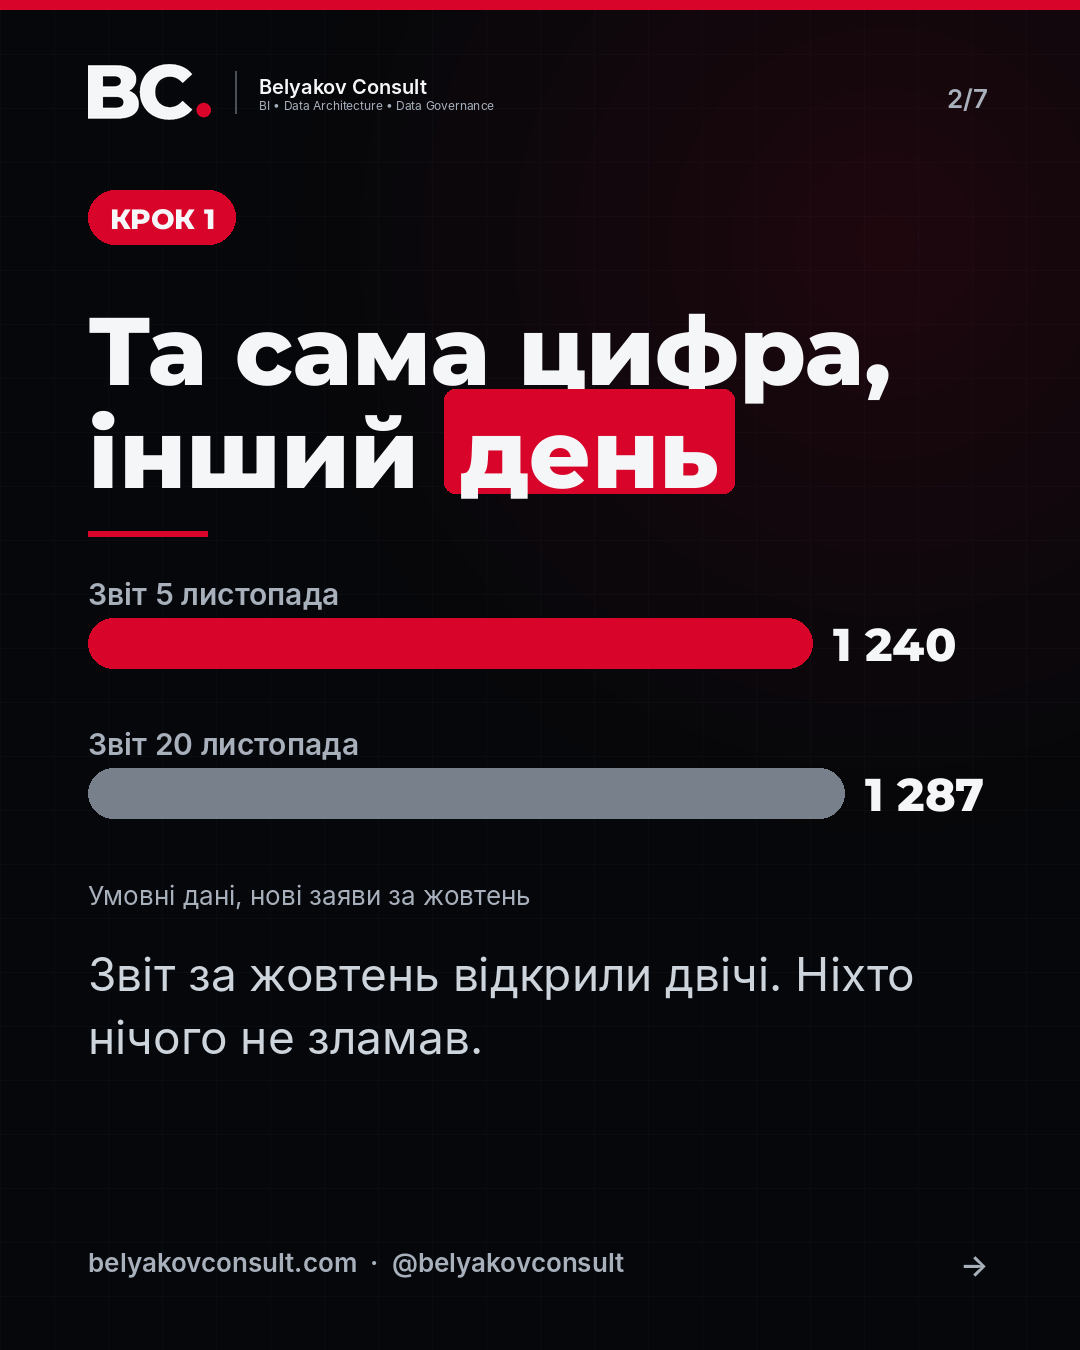 BC.
Belyakov Consult
BI • Data Architecture • Data Governance
2/7
КРОК 1
Та сама цифра,
інший день
Звіт 5 листопада
1 240
Звіт 20 листопада
1 287
Умовні дані, нові заяви за жовтень
Звіт за жовтень відкрили двічі. Ніхто
нічого не зламав.
belyakovconsult.com · @belyakovconsult
→